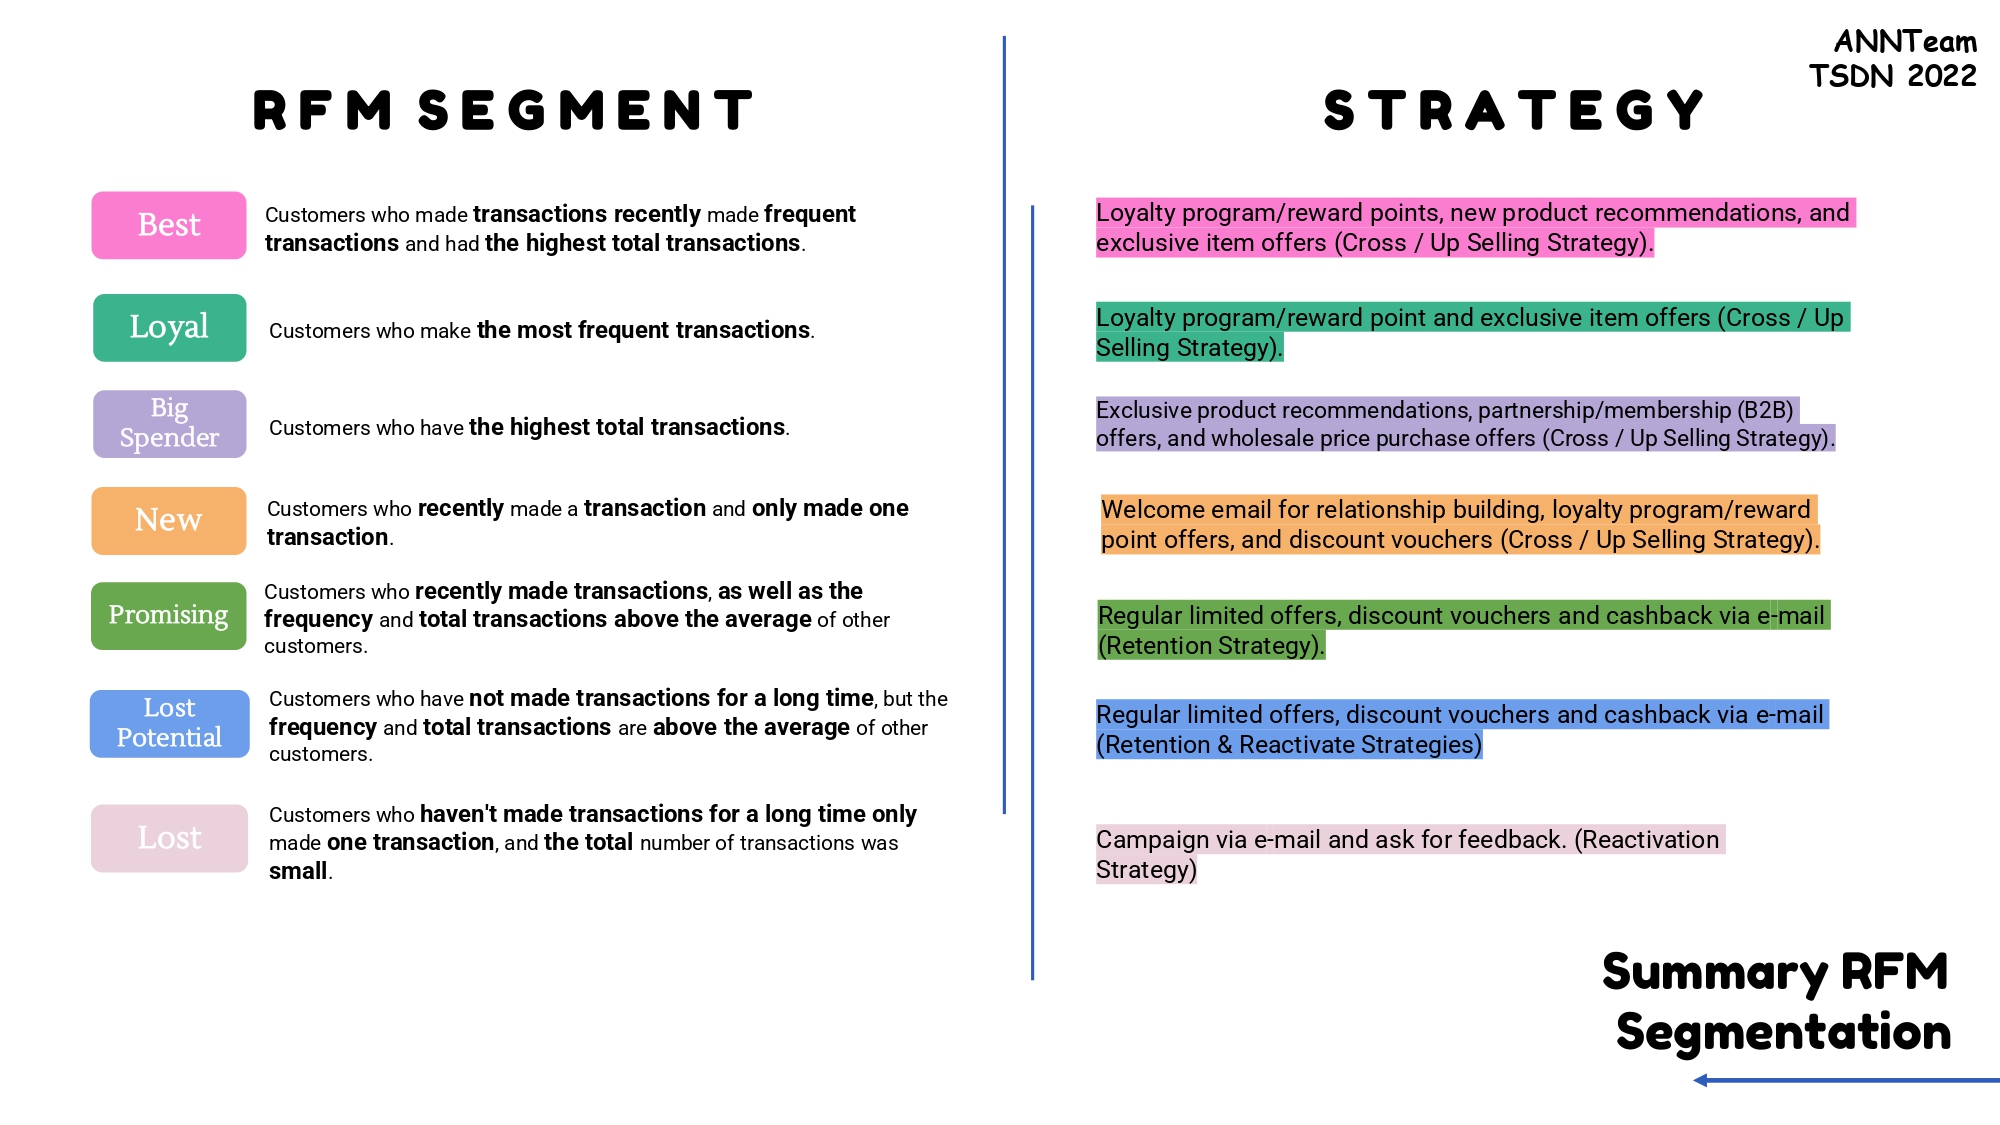 ANNTeam
TSDN 2022
RFM SEGMENT
STRATEGY
Best
Customers who made transactions recently made frequent
transactions and had the highest total transactions.
Loyalty program/reward points, new product recommendations, and
exclusive item offers (Cross / Up Selling Strategy).
Loyal
Customers who make the most frequent transactions.
Loyalty program/reward point and exclusive item offers (Cross / Up
Selling Strategy).
Big
Spender
Customers who have the highest total transactions.
Exclusive product recommendations, partnership/membership (B2B)
offers, and wholesale price purchase offers (Cross / Up Selling Strategy).
New
Customers who recently made a transaction and only made one
transaction.
Welcome email for relationship building, loyalty program/reward
point offers, and discount vouchers (Cross / Up Selling Strategy).
Promising
Customers who recently made transactions, as well as the
frequency and total transactions above the average of other
customers.
Regular limited offers, discount vouchers and cashback via e-mail
(Retention Strategy).
Lost
Potential
Customers who have not made transactions for a long time, but the
frequency and total transactions are above the average of other
customers.
Regular limited offers, discount vouchers and cashback via e-mail
(Retention & Reactivate Strategies)
Lost
Customers who haven't made transactions for a long time only
made one transaction, and the total number of transactions was
small.
Campaign via e-mail and ask for feedback. (Reactivation
Strategy)
Summary RFM
Segmentation